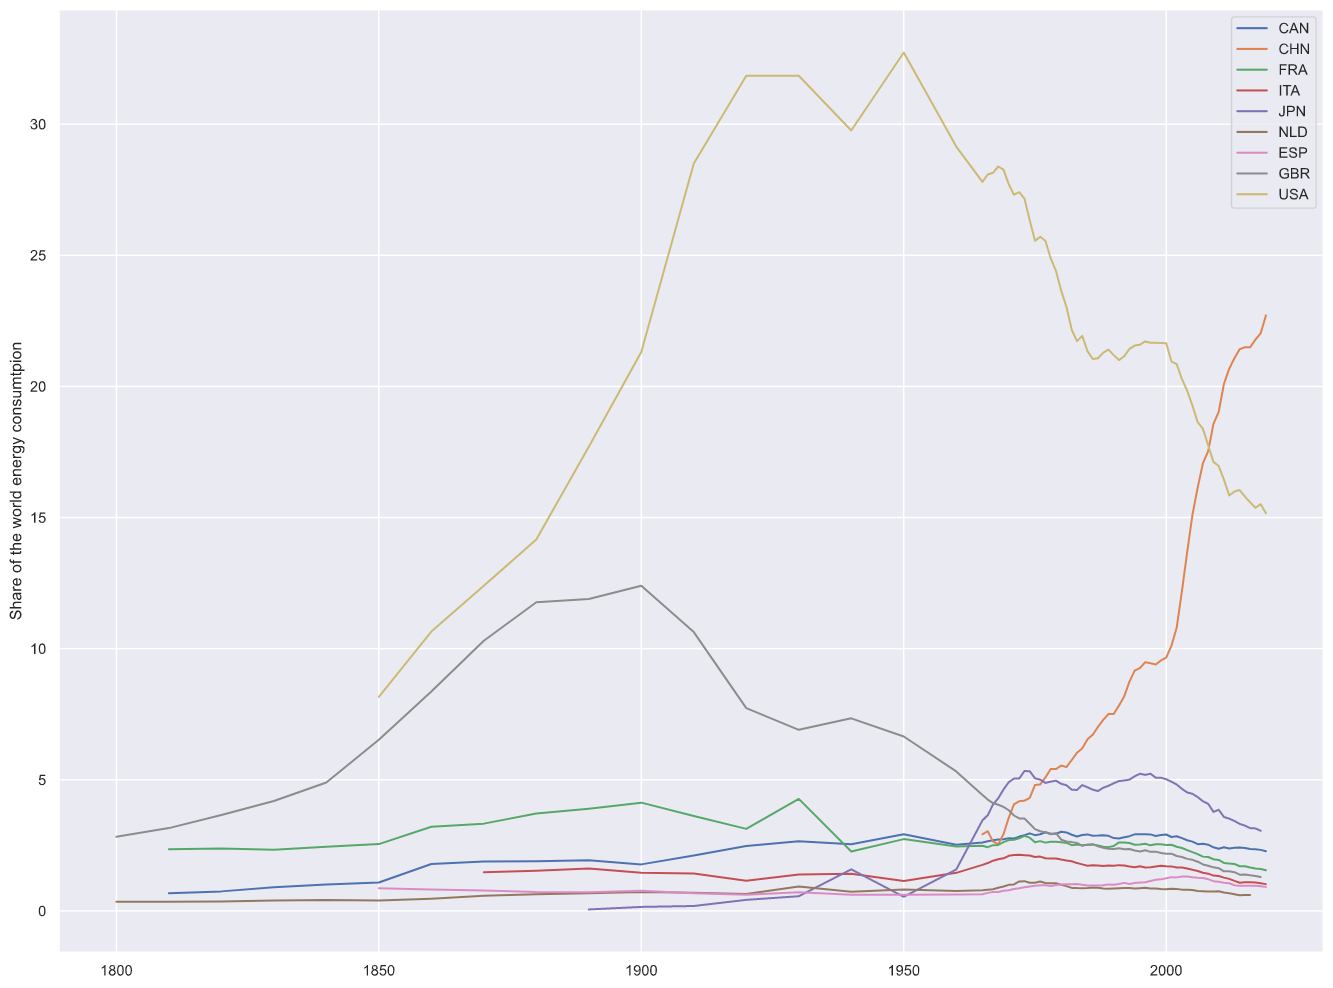 CAN
CHN
FRA
ITA
JPN
NLD
ESP
GBR
USA
30
25
20
15
10
5
0
Share of the world energy consumtpion
1800 1850 1900 1950 2000